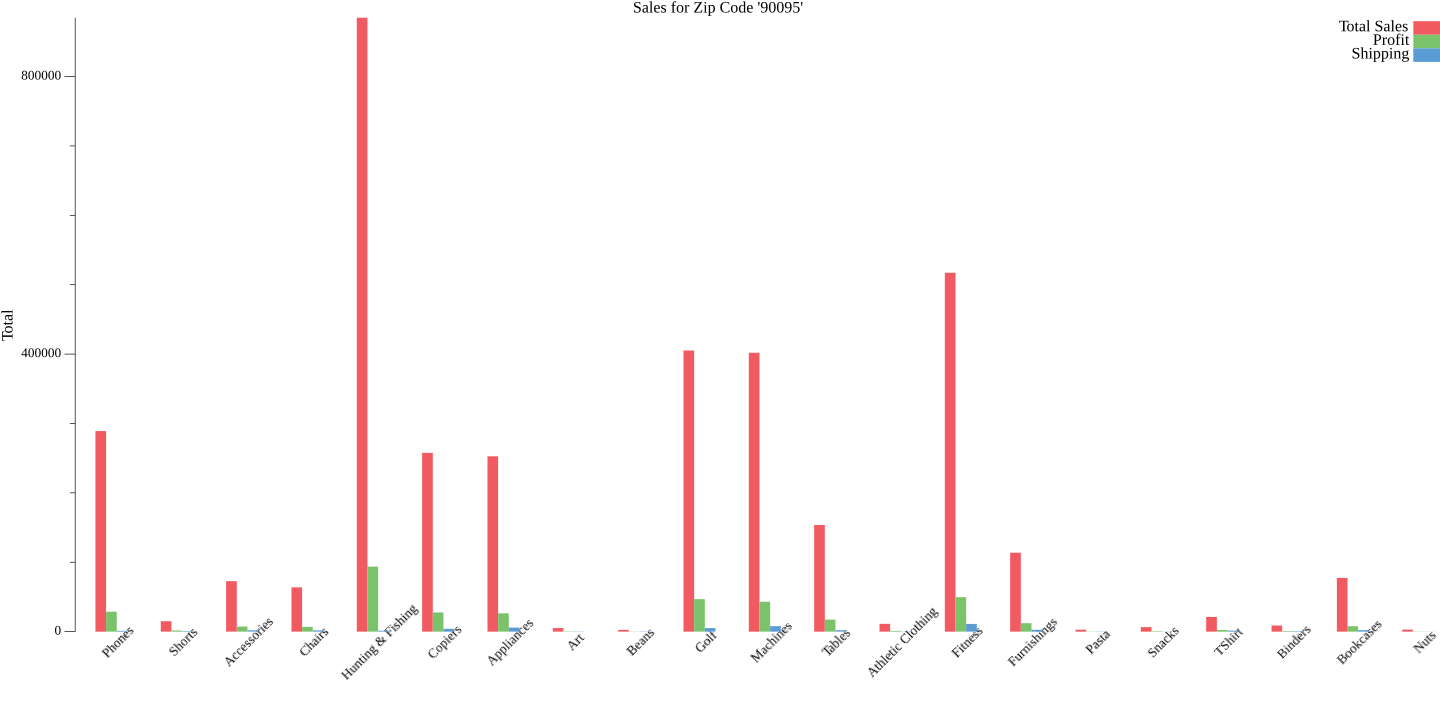 Sales for Zip Code '90095'
Total Sales
Profit
Shipping
800000
400000
0
Total
Phones
Shorts
Accessories
Chairs
Hunting & Fishing
Copiers
Appliances
Art
Beans
Golf
Machines
Tables
Athletic Clothing
Fitness
Furnishings
Pasta
Snacks
TShirt
Binders
Bookcases
Nuts